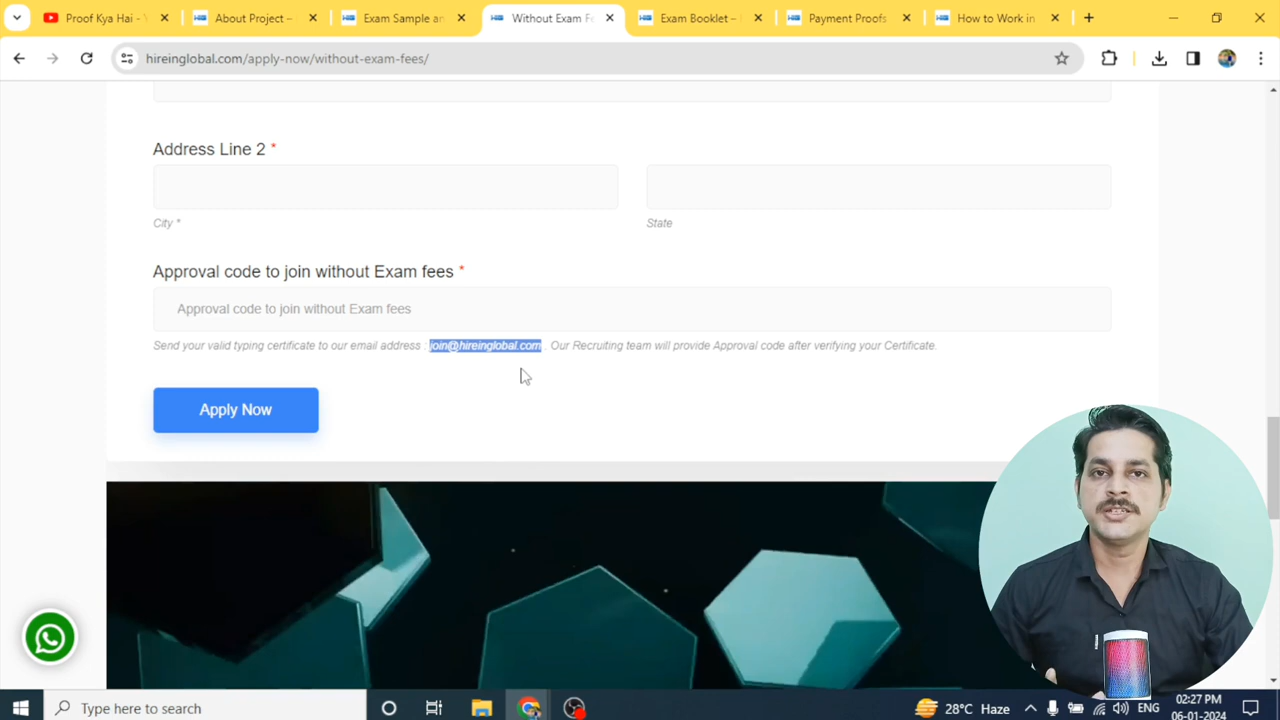 Proof Kya Hai -
About Project –
Exam Sample an
Without Exam Fe
Exam Booklet –
Payment Proofs
How to Work in
hireinglobal.com/apply-now/without-exam-fees/
Address Line 2 *
City *
State
Approval code to join without Exam fees *
Approval code to join without Exam fees
Send your valid typing certificate to our email address : join@hireinglobal.com . Our Recruiting team will provide Approval code after verifying your Certificate.
Apply Now
Type here to search
28°C Haze
ENG
02:27 PM
06-01-2024